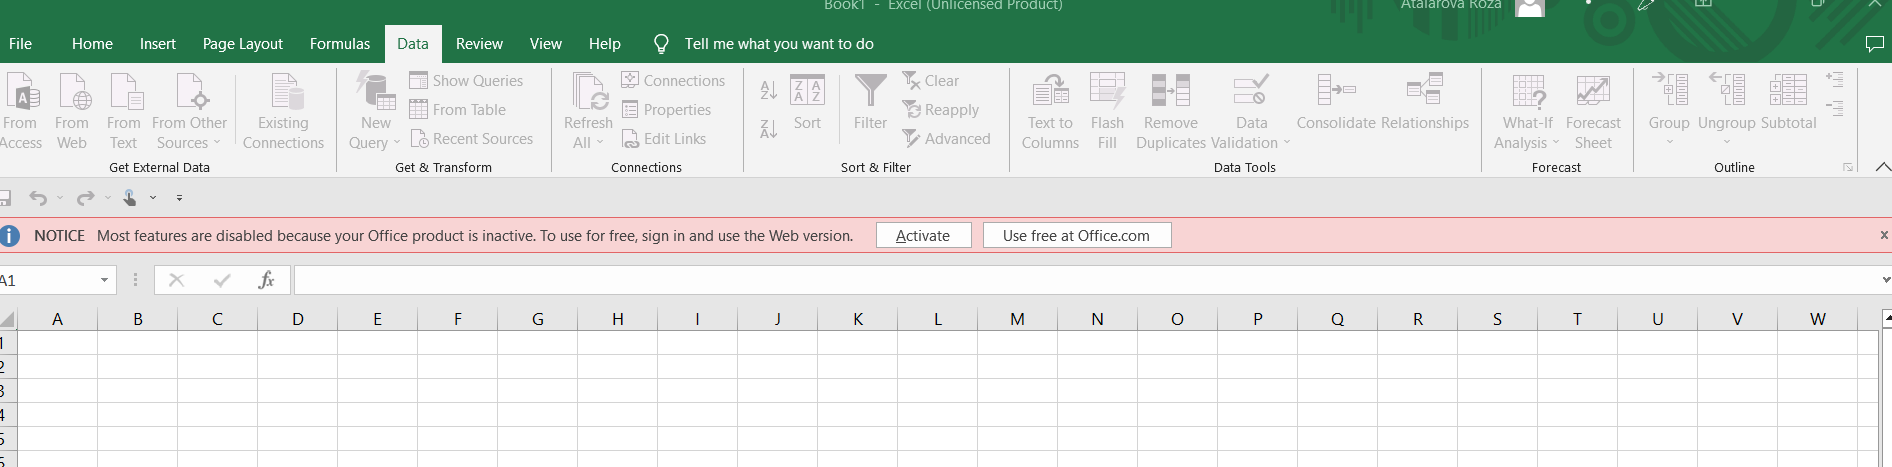 Book1 - Excel (Unlicensed Product)
Atalarova Roza
File Home Insert Page Layout Formulas Data Review View Help Tell me what you want to do
Show Queries Connections Clear
From Table Properties Reapply
From From From From Other Existing New Recent Sources Refresh Edit Links Sort Filter Advanced Text to Flash Remove Data Consolidate Relationships What-If Forecast Group Ungroup Subtotal
Access Web Text Sources Connections Query All Columns Fill Duplicates Validation Analysis Sheet
Get External Data Get & Transform Connections Sort & Filter Data Tools Forecast Outline
NOTICE Most features are disabled because your Office product is inactive. To use for free, sign in and use the Web version. Activate Use free at Office.com
A1 fx
A B C D E F G H I J K L M N O P Q R S T U V W
1
2
3
4
5